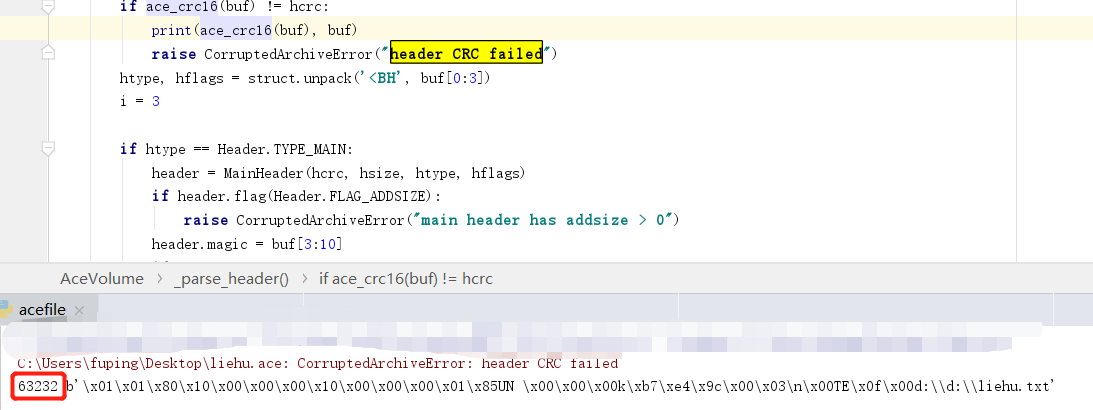 if ace_crc16(buf) != hcrc:
print(ace_crc16(buf), buf)
raise CorruptedArchiveError("header CRC failed")
htype, hflags = struct.unpack('<BH', buf[0:3])
i = 3
if htype == Header.TYPE_MAIN:
header = MainHeader(hcrc, hsize, htype, hflags)
if header.flag(Header.FLAG_ADDSIZE):
raise CorruptedArchiveError("main header has addsize > 0")
header.magic = buf[3:10]
AceVolume > _parse_header() > if ace_crc16(buf) != hcrc
acefile ×
C:\Users\fuping\Desktop\liehu.ace: CorruptedArchiveError: header CRC failed
63232 b'\x01\x01\x80\x10\x00\x00\x00\x10\x00\x00\x00\x01\x85UN \x00\x00\x00k\xb7\xe4\x9c\x00\x03\n\x00TE\x0f\x00d:\\d:\\liehu.txt'